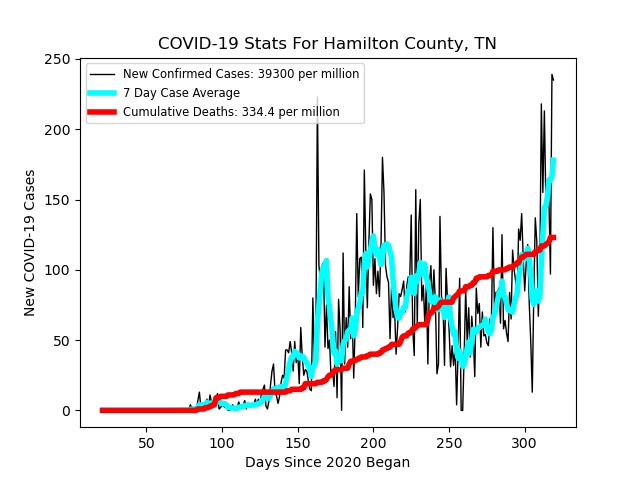 COVID-19 Stats For Hamilton County, TN
New Confirmed Cases: 39300 per million
7 Day Case Average
Cumulative Deaths: 334.4 per million
New COVID-19 Cases
250
200
150
100
50
0
50 100 150 200 250 300
Days Since 2020 Began